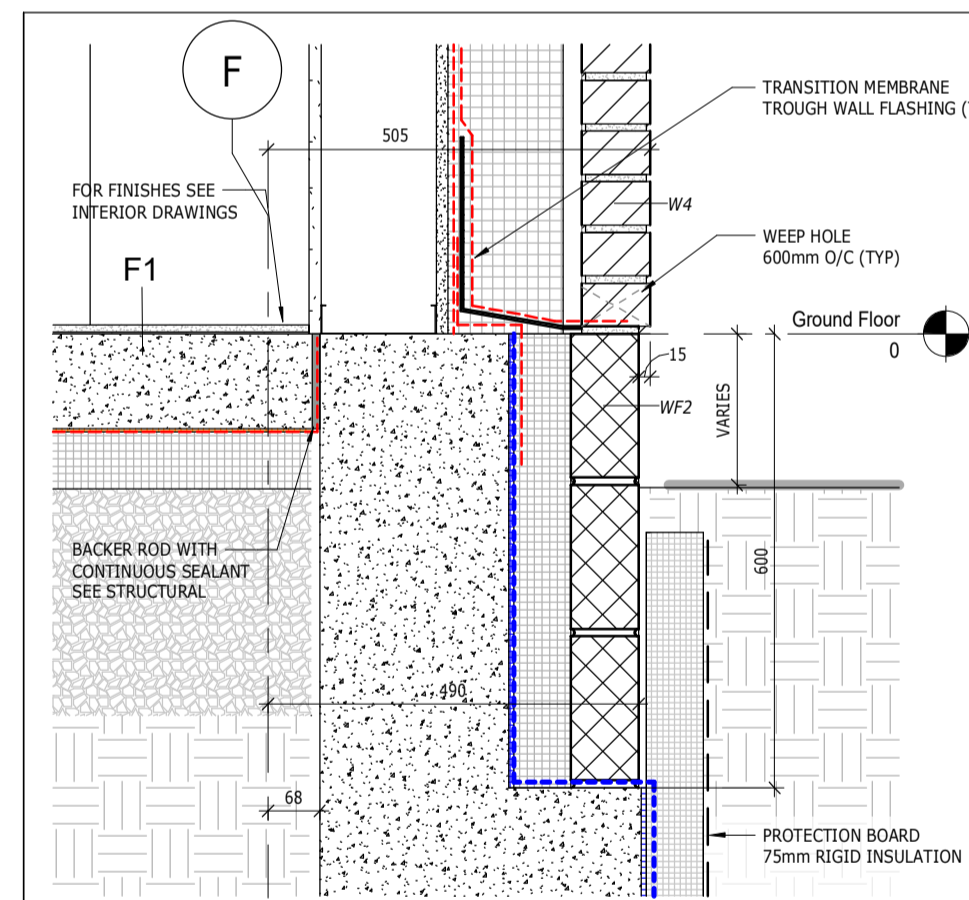 F
TRANSITION MEMBRANE
TROUGH WALL FLASHING (
505
FOR FINISHES SEE
INTERIOR DRAWINGS
W4
WEEP HOLE
600mm O/C (TYP)
F1
Ground Floor
0
15
WF2
VARIES
BACKER ROD WITH
CONTINUOUS SEALANT
SEE STRUCTURAL
600
490
68
PROTECTION BOARD
75mm RIGID INSULATION